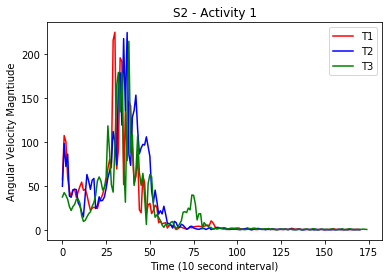 S2 - Activity 1
T1
T2
T3
Angular Velocity Magntiude
200
150
100
50
0
0 25 50 75 100 125 150 175
Time (10 second interval)